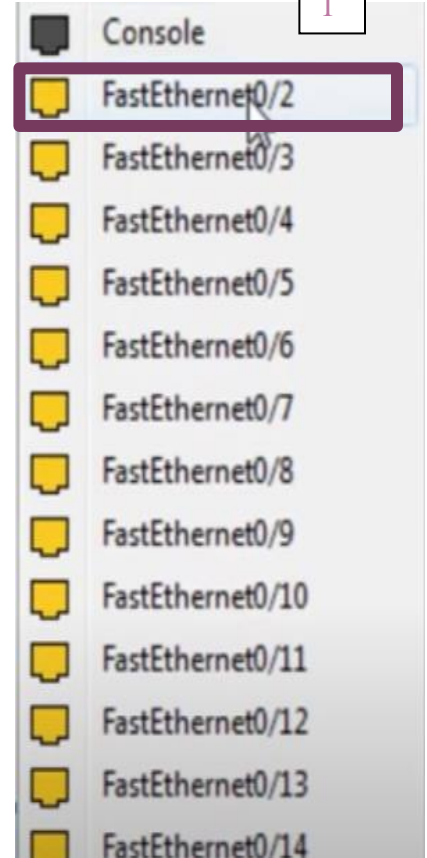 1
Console
FastEthernet0/2
FastEthernet0/3
FastEthernet0/4
FastEthernet0/5
FastEthernet0/6
FastEthernet0/7
FastEthernet0/8
FastEthernet0/9
FastEthernet0/10
FastEthernet0/11
FastEthernet0/12
FastEthernet0/13
FastEthernet0/14